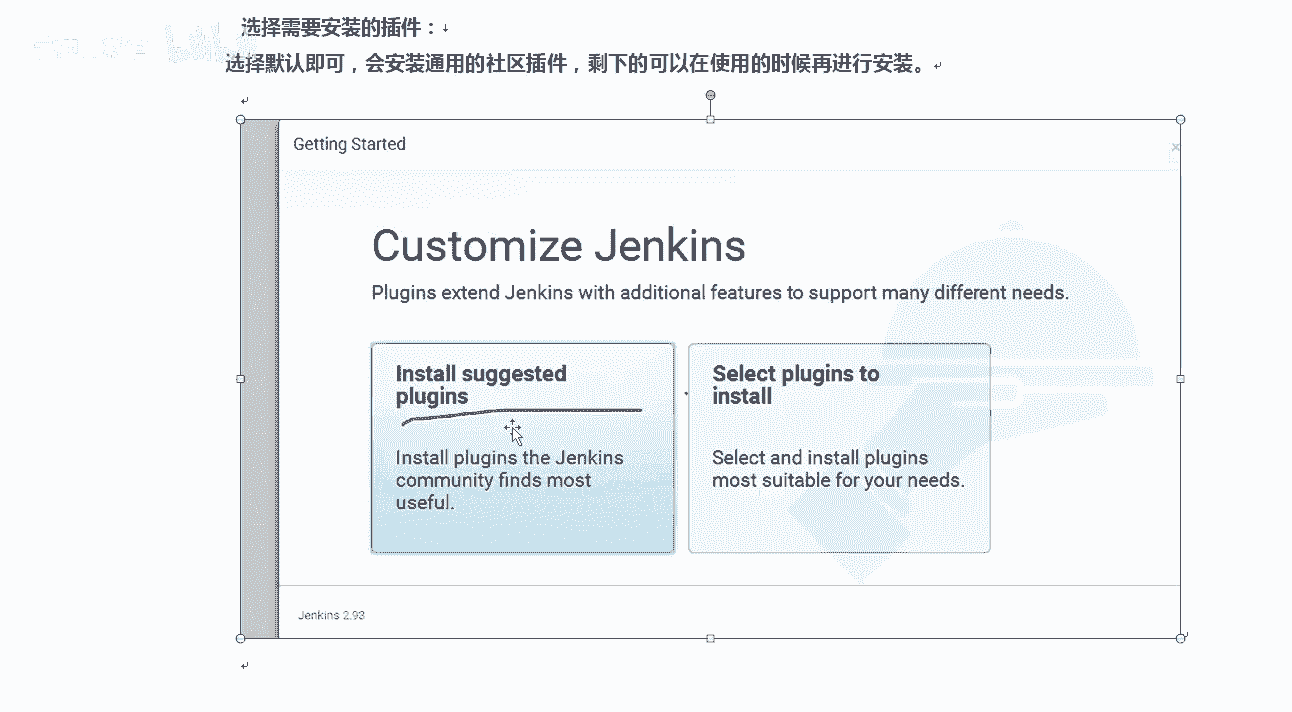 选择需要安装的插件：
选择默认即可，会安装通用的社区插件，剩下的可以在使用的时候再进行安装。
Getting Started
Customize Jenkins
Plugins extend Jenkins with additional features to support many different needs.
Install suggested
plugins
Install plugins the Jenkins
community finds most
useful.
Select plugins to
install
Select and install plugins
most suitable for your needs.
Jenkins 2.93